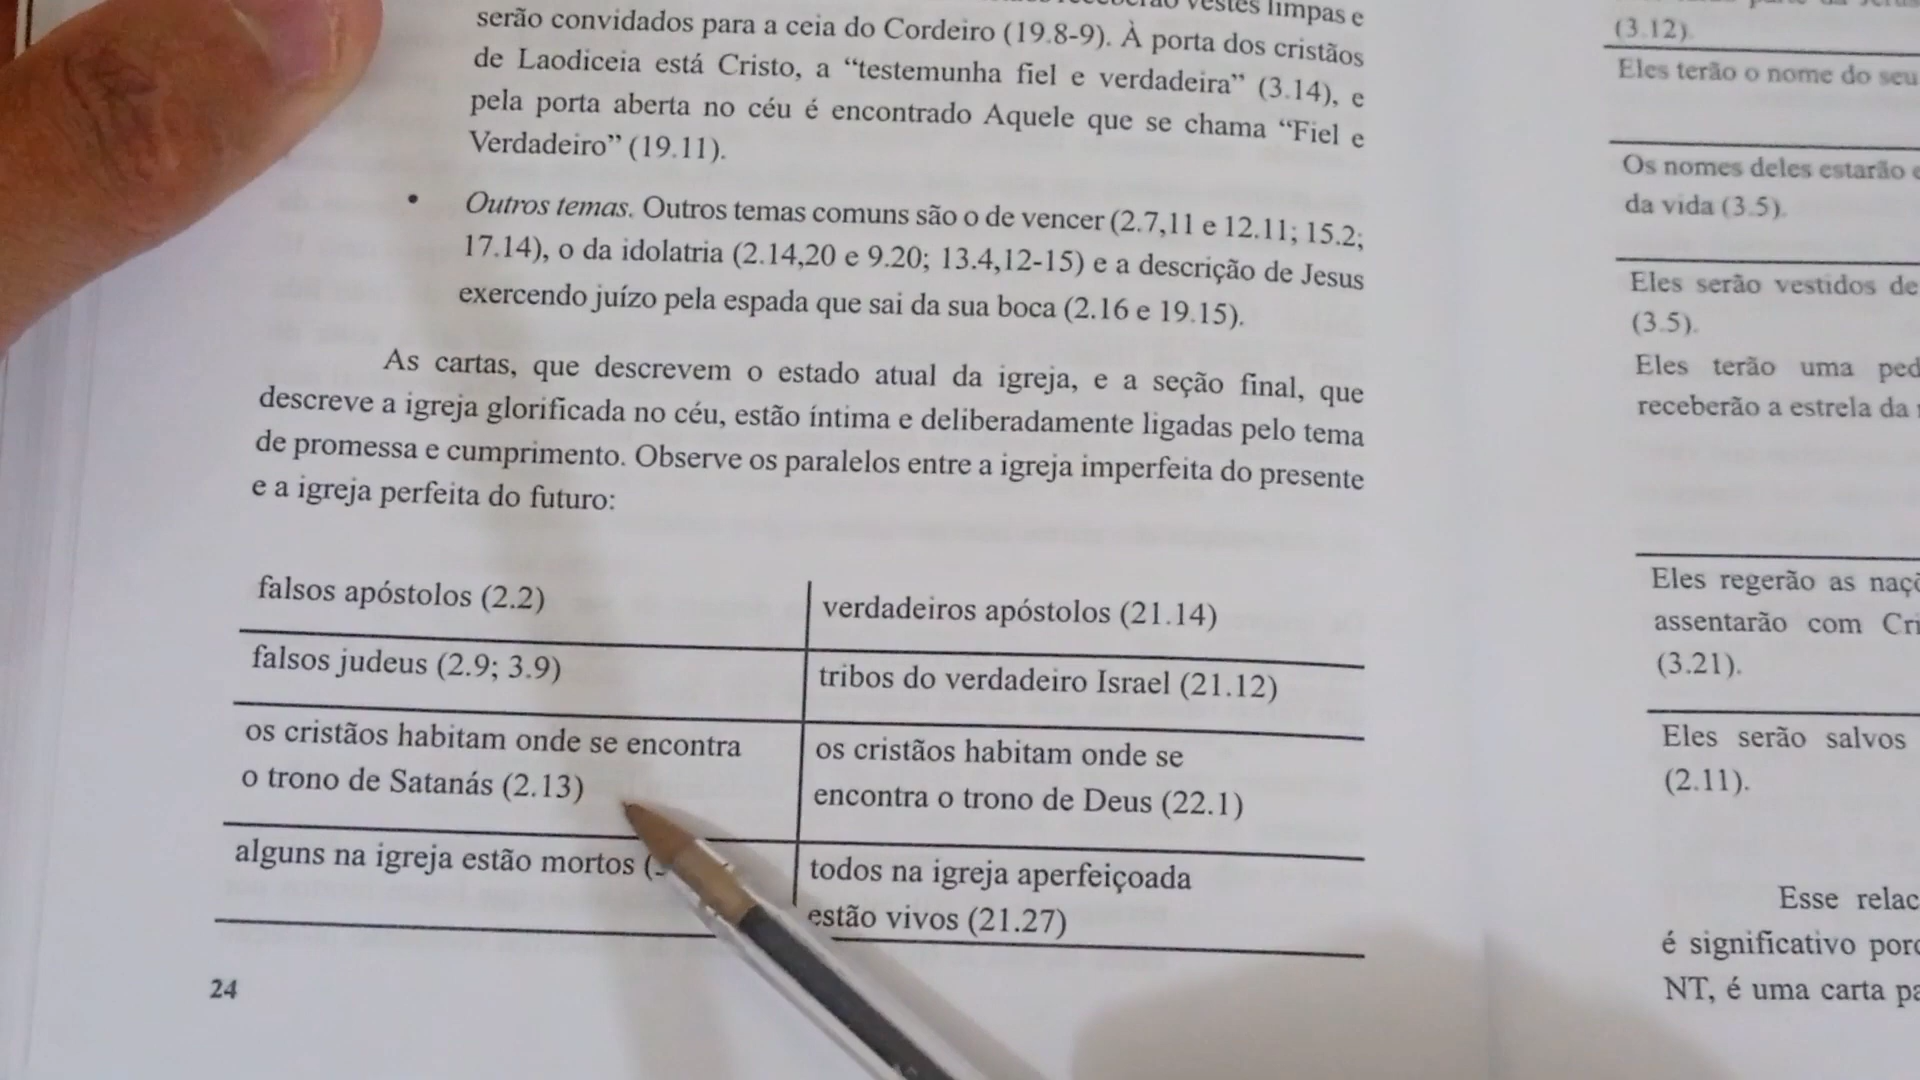 vestes limpas e
serão convidados para a ceia do Cordeiro (19.8-9). À porta dos cristãos
de Laodiceia está Cristo, a “testemunha fiel e verdadeira” (3.14), e
pela porta aberta no céu é encontrado Aquele que se chama “Fiel e
Verdadeiro” (19.11).
• Outros temas. Outros temas comuns são o de vencer (2.7,11 e 12.11; 15.2;
17.14), o da idolatria (2.14,20 e 9.20; 13.4,12-15) e a descrição de Jesus
exercendo juízo pela espada que sai da sua boca (2.16 e 19.15).
As cartas, que descrevem o estado atual da igreja, e a seção final, que
descreve a igreja glorificada no céu, estão íntima e deliberadamente ligadas pelo tema
de promessa e cumprimento. Observe os paralelos entre a igreja imperfeita do presente
e a igreja perfeita do futuro:
falsos apóstolos (2.2)
verdadeiros apóstolos (21.14)
falsos judeus (2.9; 3.9)
tribos do verdadeiro Israel (21.12)
os cristãos habitam onde se encontra
o trono de Satanás (2.13)
os cristãos habitam onde se
encontra o trono de Deus (22.1)
alguns na igreja estão mortos
todos na igreja aperfeiçoada
estão vivos (21.27)
24
(3.12).
Eles terão o nome do seu
Os nomes deles estarão
da vida (3.5).
Eles serão vestidos de
(3.5).
Eles terão uma
receberão a estrela da
Eles regerão as
assentarão com
(3.21).
Eles serão salvos
(2.11).
Esse
é significativo
NT, é uma carta